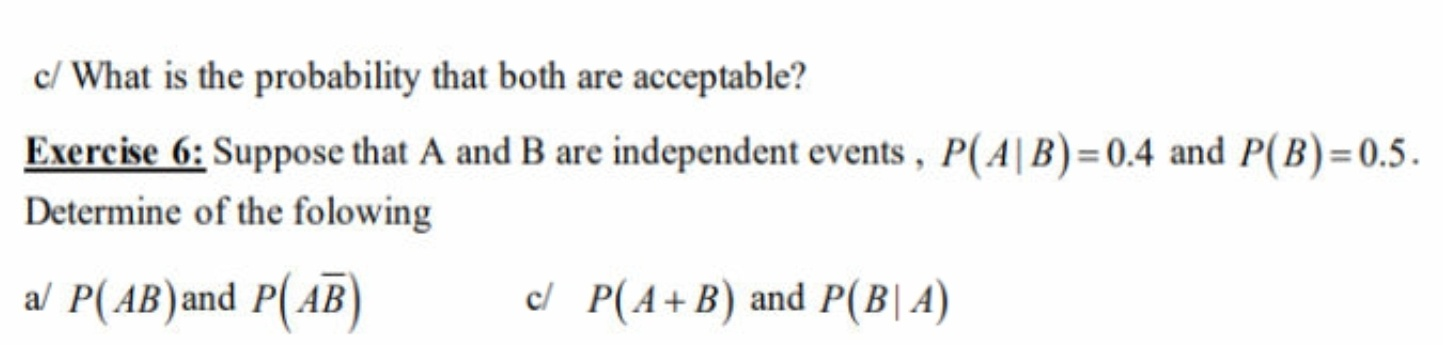 c/ What is the probability that both are acceptable?
Exercise 6: Suppose that A and B are independent events , P(A|B)=0.4 and P(B)=0.5.
Determine of the folowing
a/ P(AB)and P(AB̅) c/ P(A+B) and P(B|A)